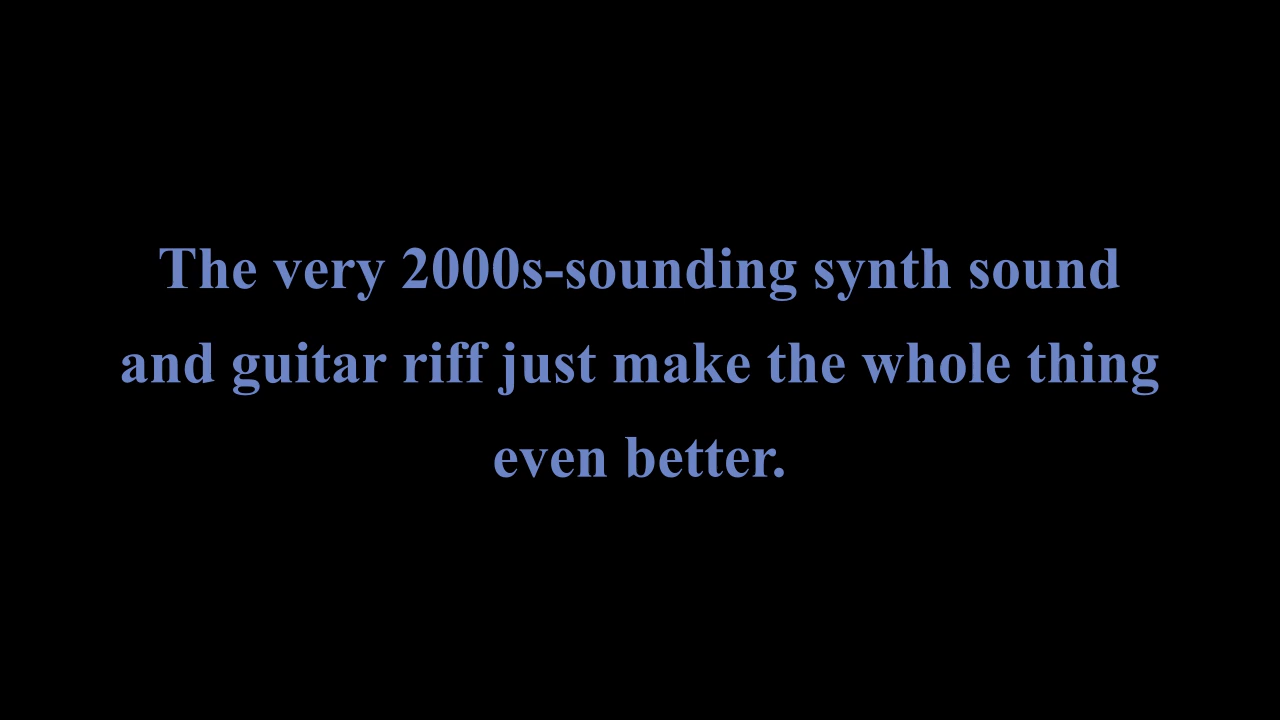 The very 2000s-sounding synth sound
and guitar riff just make the whole thing
even better.